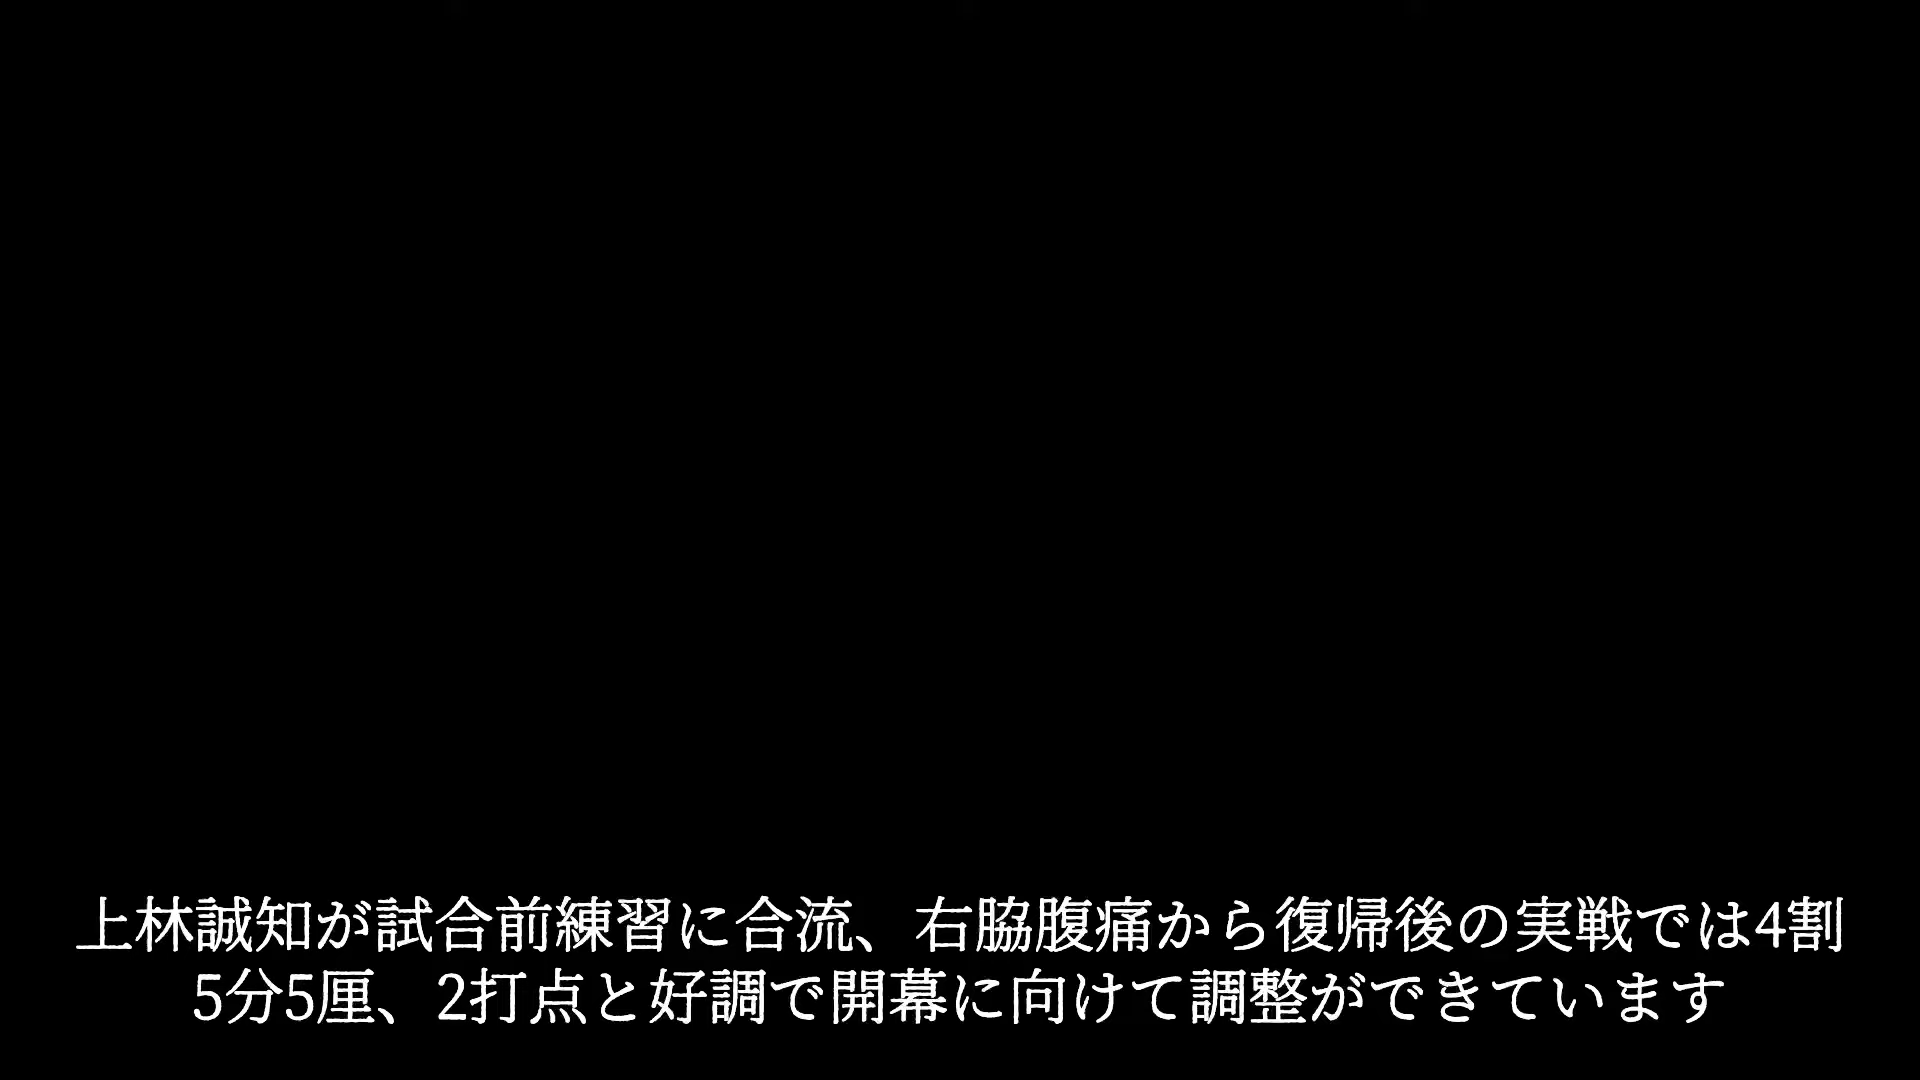 上林誠知が試合前練習に合流、右脇腹痛から復帰後の実戦では4割
5分5厘、2打点と好調で開幕に向けて調整ができています